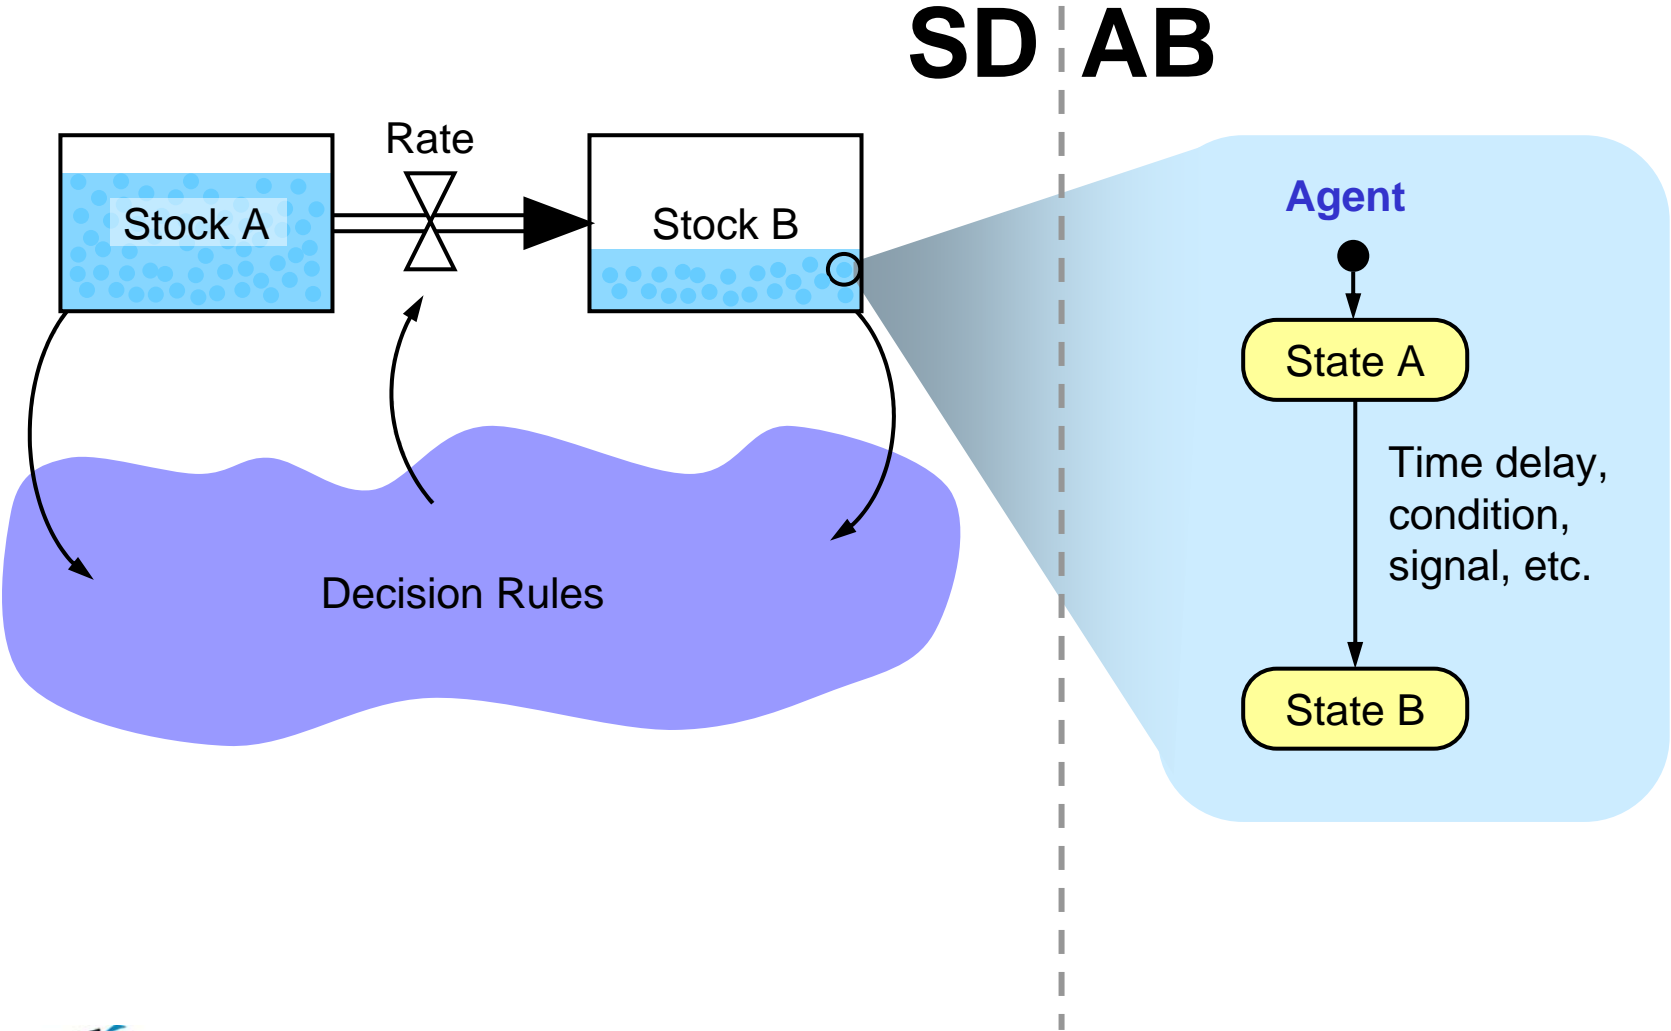 SD AB
Rate
Stock A
Stock B
Decision Rules
Agent
State A
Time delay,
condition,
signal, etc.
State B